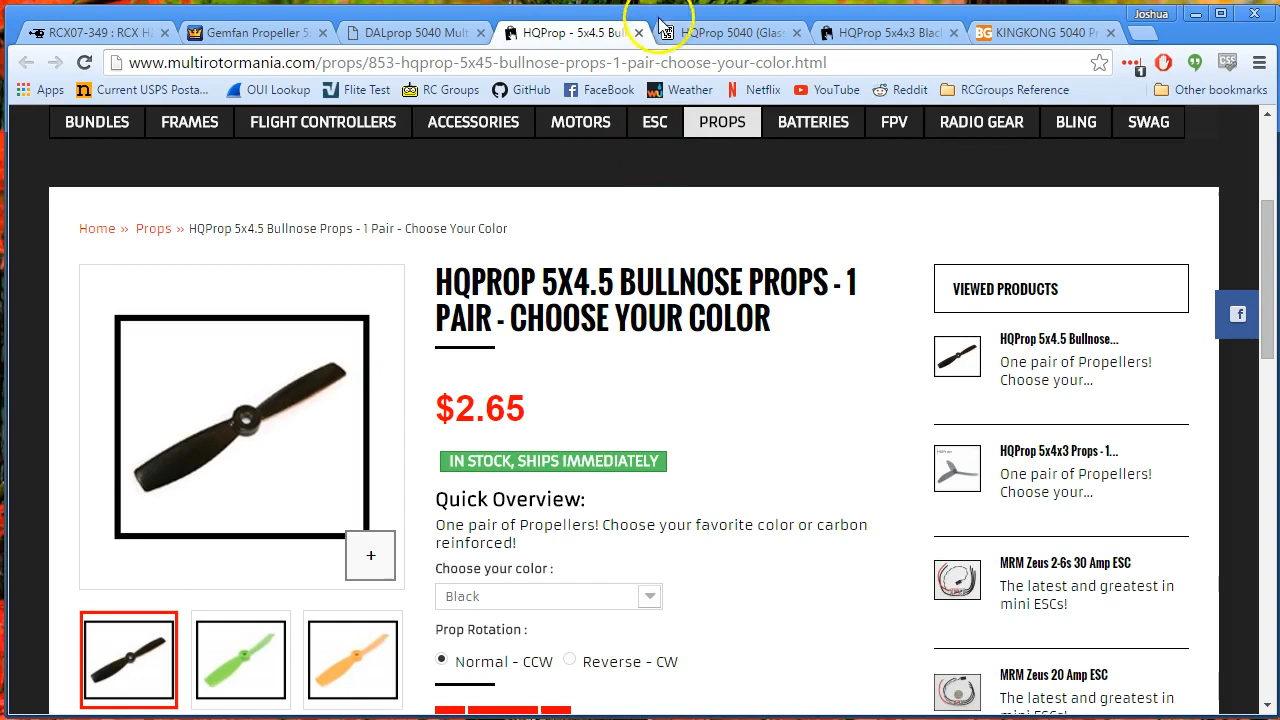 Joshua
RCX07-349 : RCX H
Gemfan Propeller 5
DALprop 5040 Mult
HQProp - 5x4.5 Bul
HQProp 5040 (Glas
HQProp 5x4x3 Blac
BG KINGKONG 5040 Pr
www.multirotormania.com/props/853-hqprop-5x45-bullnose-props-1-pair-choose-your-color.html
1
Apps
Current USPS Posta...
OUI Lookup
Flite Test
RC Groups
GitHub
FaceBook
Weather
Netflix
YouTube
Reddit
RCGroups Reference
Other bookmarks
BUNDLES
FRAMES
FLIGHT CONTROLLERS
ACCESSORIES
MOTORS
ESC
PROPS
BATTERIES
FPV
RADIO GEAR
BLING
SWAG
Home » Props » HQProp 5x4.5 Bullnose Props - 1 Pair - Choose Your Color
+
HQPROP 5X4.5 BULLNOSE PROPS - 1
PAIR - CHOOSE YOUR COLOR
$2.65
IN STOCK, SHIPS IMMEDIATELY
Quick Overview:
One pair of Propellers! Choose your favorite color or carbon
reinforced!
Choose your color :
Black
Prop Rotation :
Normal - CCW
Reverse - CW
VIEWED PRODUCTS
HQProp 5x4.5 Bullnose...
One pair of Propellers!
Choose your...
HQProp 5x4x3 Props - 1...
One pair of Propellers!
Choose your...
MRM Zeus 2-6s 30 Amp ESC
The latest and greatest in
mini ESCs!
MRM Zeus 20 Amp ESC
The latest and greatest in
f